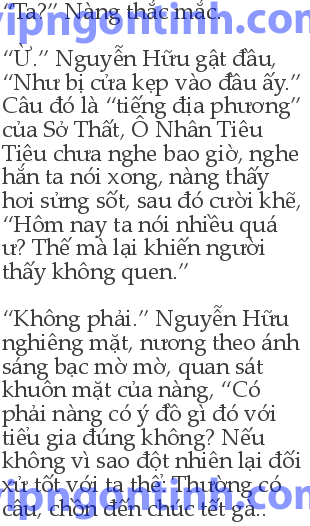 “Ta?” Nàng thắc mắc.
vipngontinh.com
“Ừ.” Nguyễn Hữu gật đầu,
“Như bị cửa kẹp vào đầu ấy.”
Câu đó là “tiếng địa phương”
của Sở Thất, Ô Nhân Tiêu
Tiệu chưa nghe bao giờ, nghe
hắn ta nói xong, nàng thấy
hơi sửng sốt, sau đó cười khẽ,
“Hôm nay ta nói nhiều quá
ư? Thế mà lại khiến người
thấy không quen.”
“Không phải.” Nguyễn Hữu
nghiêng mặt, nương theo ánh
sáng bạc mờ mờ, quan sát
khuôn mặt của nàng, “Có
phải nàng có ý đồ gì đó với
tiểu gia đúng không? Nếu
không vì sao đột nhiên lại đối
xử tốt với ta thế? Thường có
câu, chồn đến chúc tết gà..
vipngontinh.com